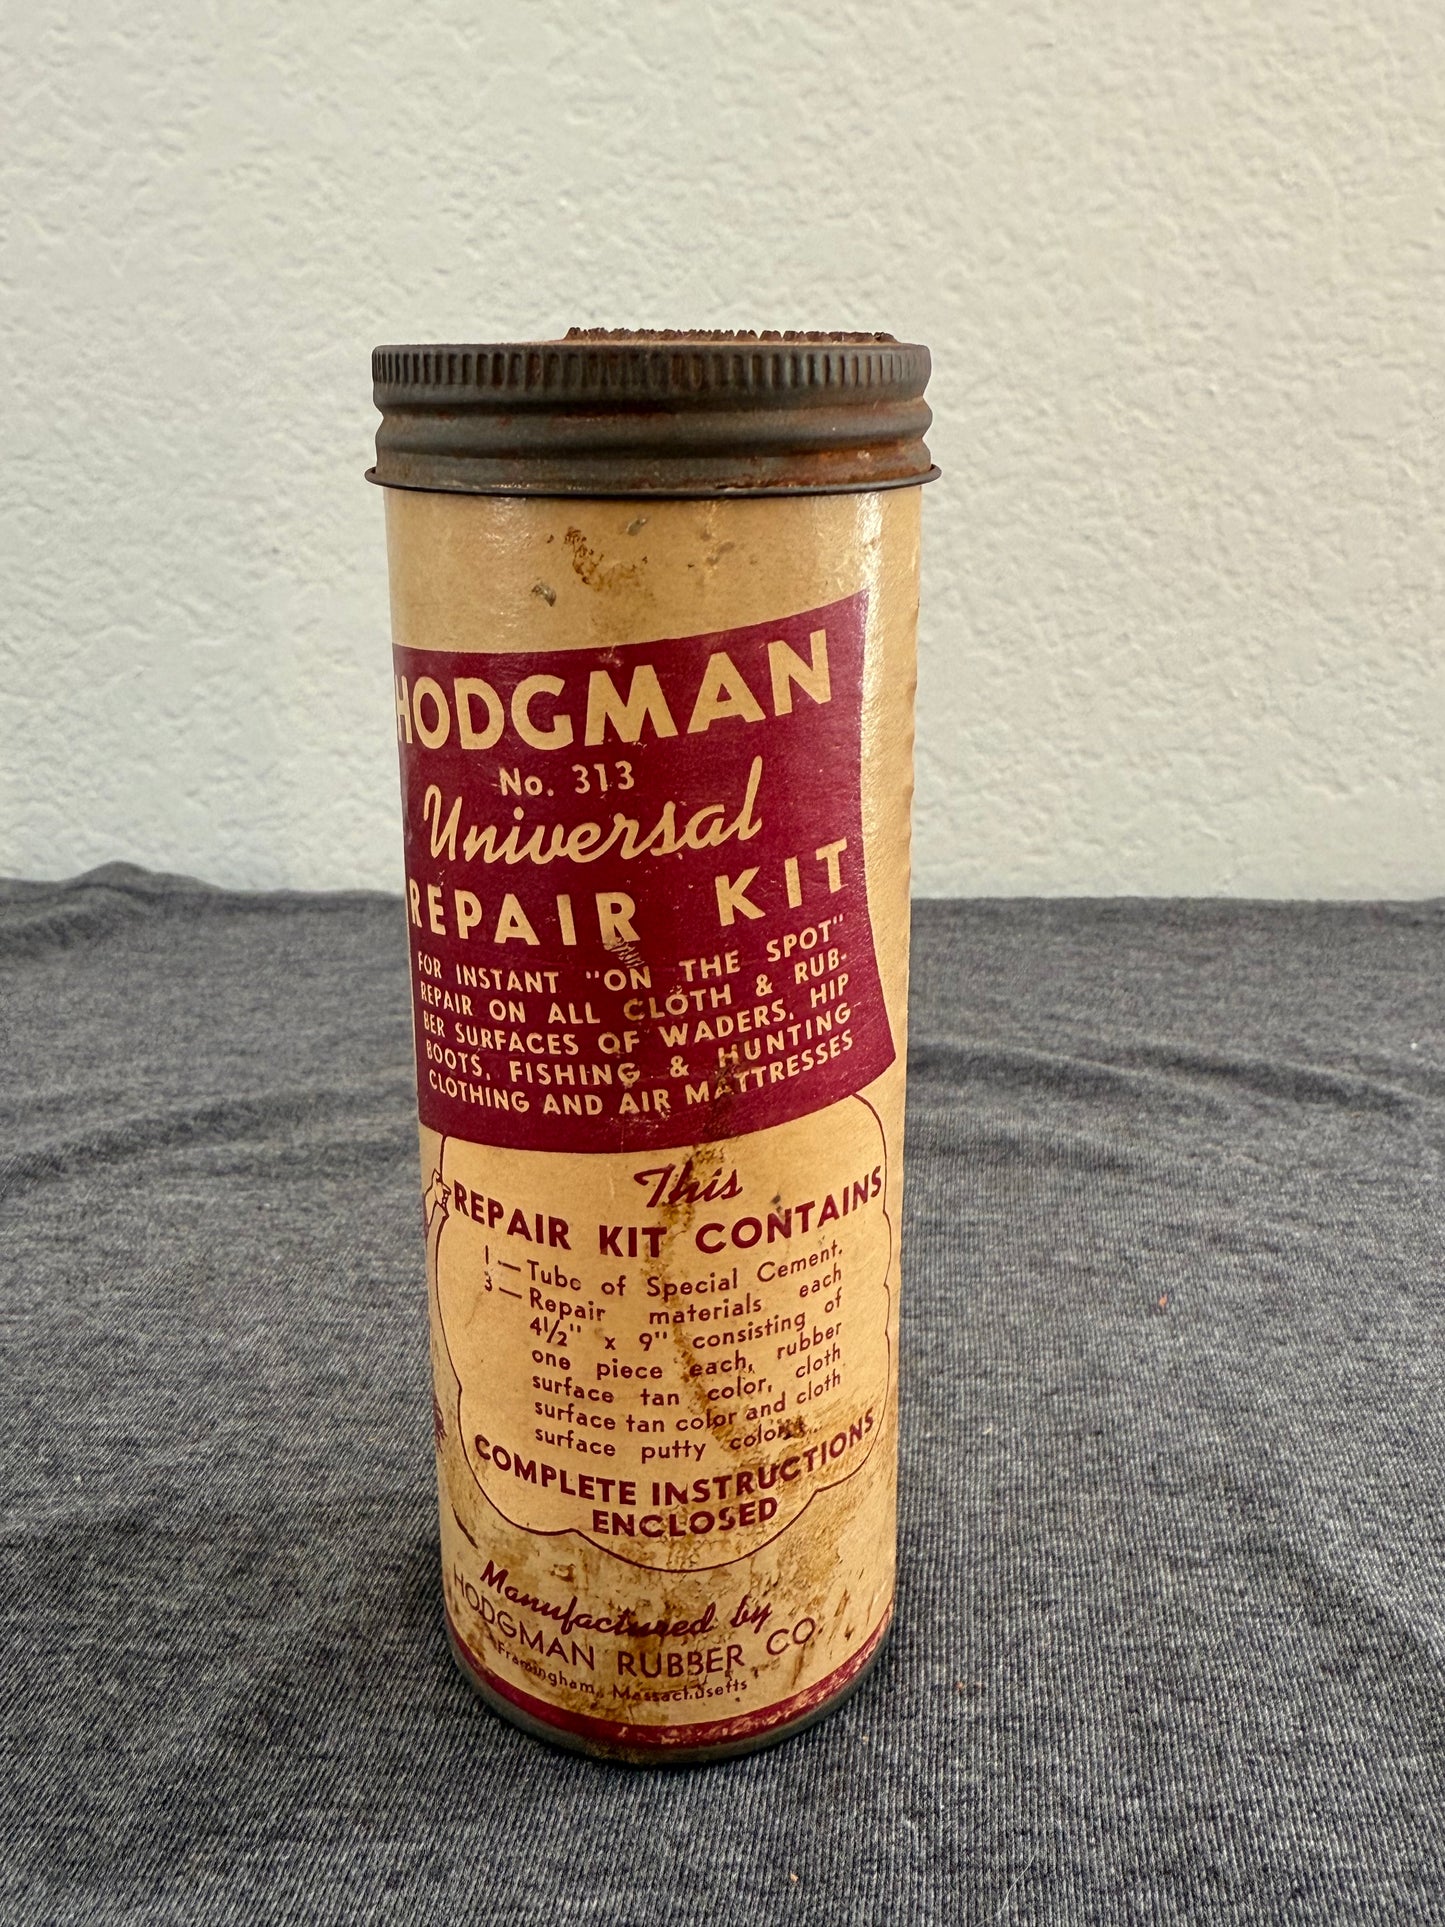 HODGMAN
No. 313
Universal
REPAIR KIT
FOR INSTANT "ON THE SPOT"
REPAIR ON ALL CLOTH & RUB-
BER SURFACES OF WADERS, HIP
BOOTS, FISHING & HUNTING
CLOTHING AND AIR MATTRESSES
This
REPAIR KIT CONTAINS
1—Tube of Special Cement.
3—Repair materials each
4½" x 9" consisting of
one piece each, rubber
surface tan color, cloth
surface tan color and cloth
surface putty color.
COMPLETE INSTRUCTIONS
ENCLOSED
Manufactured by
HODGMAN RUBBER CO.
Framingham, Massachusetts